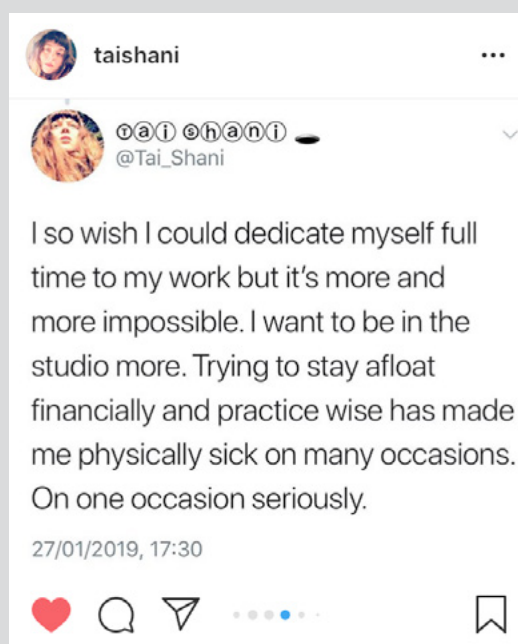 taishani
Ⓣⓐⓘ Ⓢⓗⓐⓝⓘ
@Tai_Shani
I so wish I could dedicate myself full
time to my work but it's more and
more impossible. I want to be in the
studio more. Trying to stay afloat
financially and practice wise has made
me physically sick on many occasions.
On one occasion seriously.
27/01/2019, 17:30